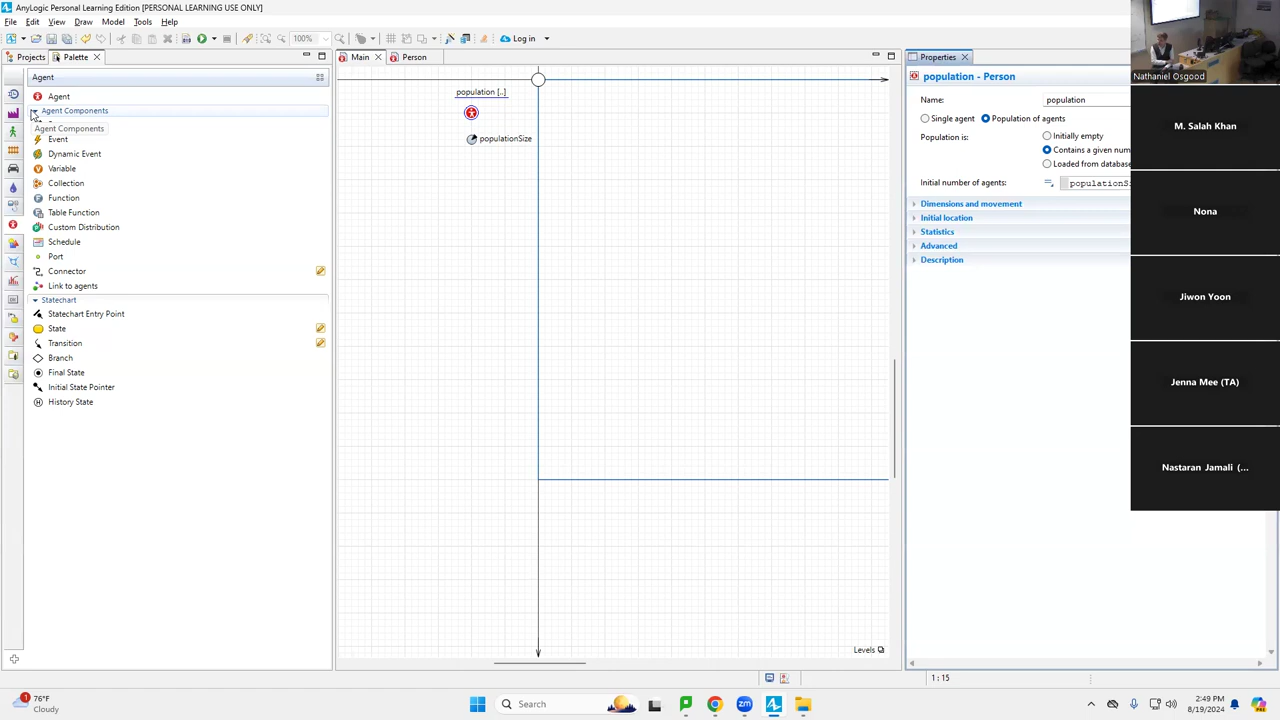 AnyLogic Personal Learning Edition [PERSONAL LEARNING USE ONLY]
File Edit View Draw Model Tools Help
100% Log in
Projects Palette
Main Person
Properties
Agent
Agent
Agent Components
Agent Components
Event
Dynamic Event
Variable
Collection
Function
Table Function
Custom Distribution
Schedule
Port
Connector
Link to agents
Statechart
Statechart Entry Point
State
Transition
Branch
Final State
Initial State Pointer
History State
population [..]
populationSize
Levels
population - Person
Name: population
Single agent Population of agents
Population is: Initially empty
Contains a given num
Loaded from database
Initial number of agents: populationSi
Dimensions and movement
Initial location
Statistics
Advanced
Description
1 : 15
Nathaniel Osgood
M. Salah Khan
Nona
Jiwon Yoon
Jenna Mee (TA)
Nastaran Jamali (...
1
76°F
Cloudy
Search
2:49 PM
8/19/2024